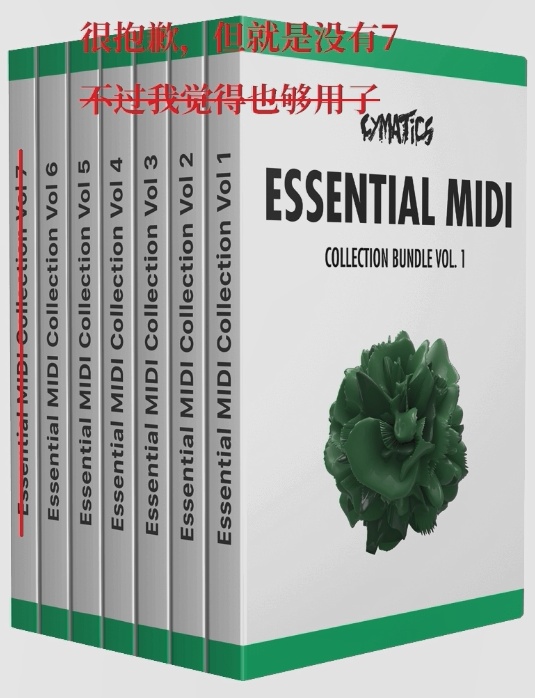 很抱歉，但就是没有7
不过我觉得也够用子
CYMATICS
ESSENTIAL MIDI
COLLECTION BUNDLE VOL. 1
Essential MIDI Collection Vol 7
Essential MIDI Collection Vol 6
Essential MIDI Collection Vol 5
Essential MIDI Collection Vol 4
Essential MIDI Collection Vol 3
Essential MIDI Collection Vol 2
Essential MIDI Collection Vol 1